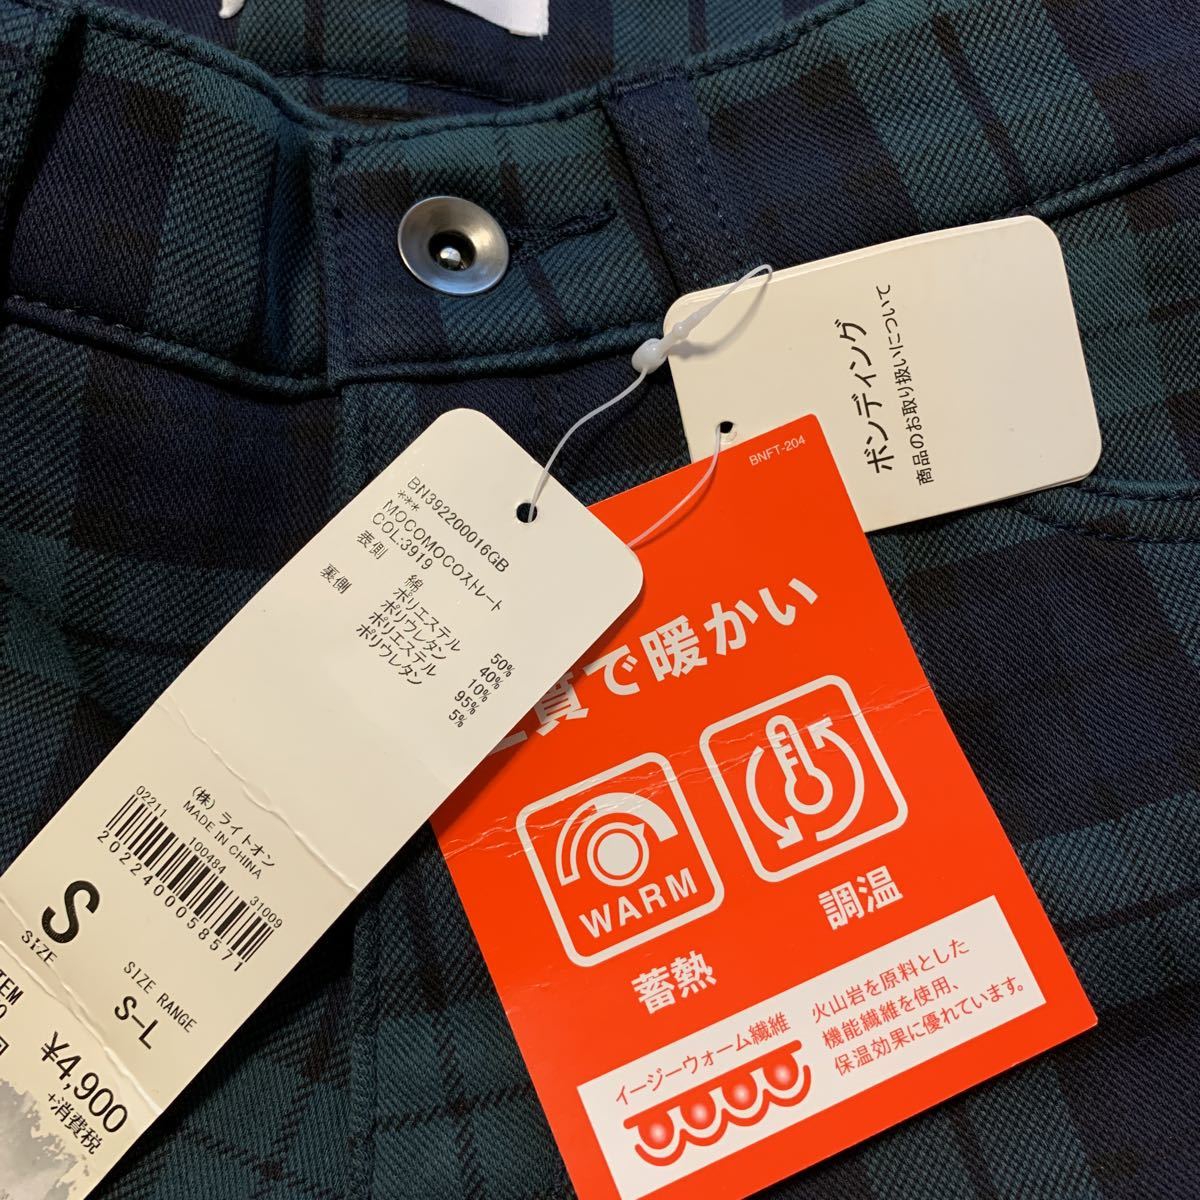 BN392200016GB
***
MOCOMOCOストレート
COL:3919
表側 綿 50%
ポリエステル 40%
ポリウレタン 10%
裏側 ポリエステル 95%
ポリウレタン 5%
(株)ライトオン
MADE IN CHINA
02211 100484 31009
2022400058571
S
SIZE
SIZE RANGE
S-L
¥4,900
+消費税
ボンディング
商品のお取り扱いについて
BNFT-204
質で暖かい
WARM
蓄熱
調温
イージーウォーム繊維
火山岩を原料とした
機能繊維を使用、
保温効果に優れています。